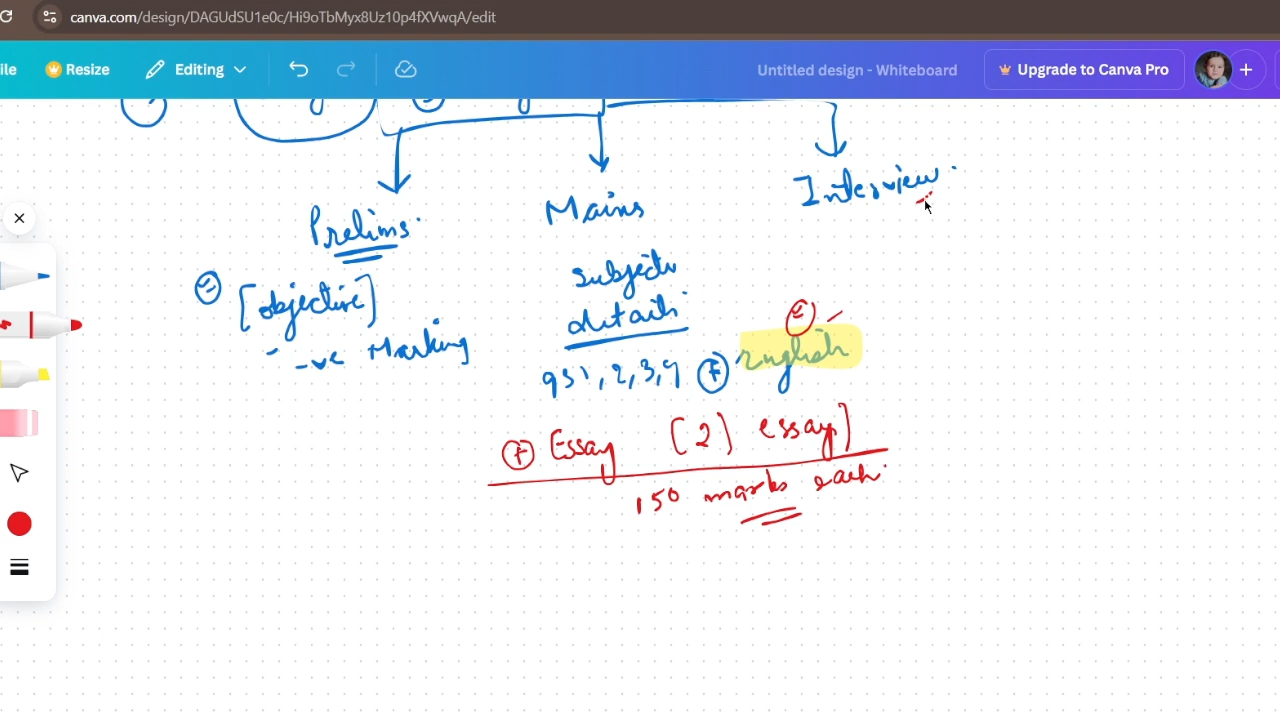 canva.com/design/DAGUdSU1e0c/Hi9oTbMyx8Uz10p4fXVwqA/edit
ile Resize Editing Untitled design - Whiteboard Upgrade to Canva Pro
Prelims Mains Interview
[objective]
-ve Marking
subjective
details
gs 1, 2, 3, 4 + English
+ Essay [2] essay]
150 marks each